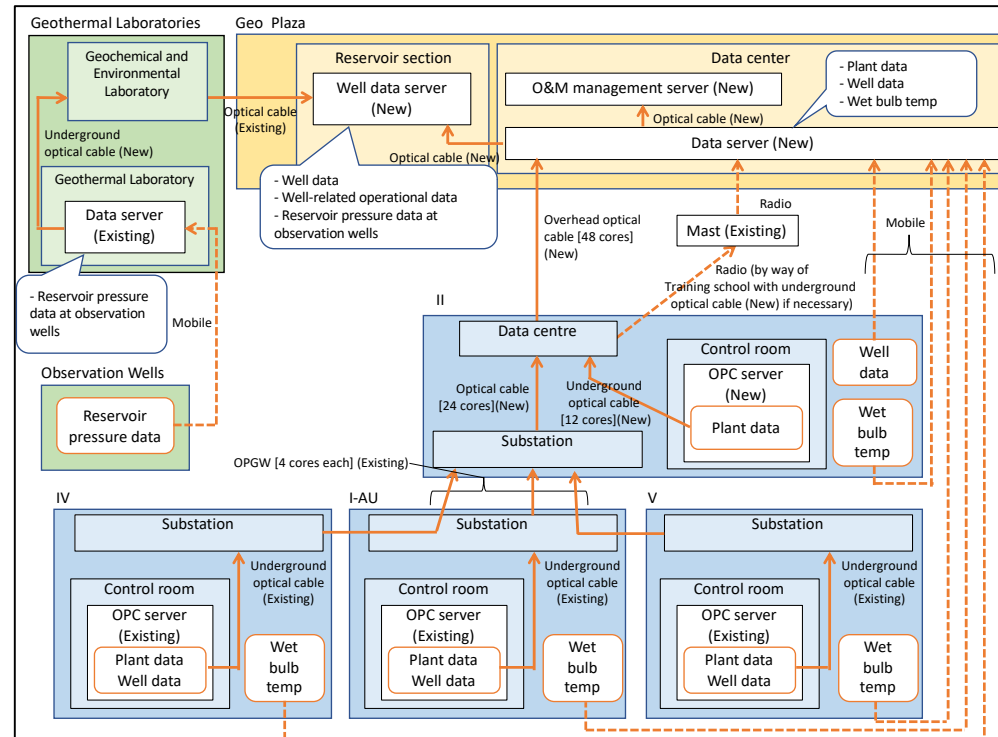 Geothermal Laboratories
Geochemical and
Environmental
Laboratory
Underground
optical cable (New)
Geothermal Laboratory
Data server
(Existing)
- Reservoir pressure
data at observation
wells
Mobile
Observation Wells
Reservoir
pressure data
Geo Plaza
Reservoir section
Well data server
(New)
Optical cable
(Existing)
- Well data
- Well-related operational data
- Reservoir pressure data at
observation wells
Data center
O&M management server (New)
Optical cable (New)
Data server (New)
Optical cable (New)
- Plant data
- Well data
- Wet bulb temp
Overhead optical
cable [48 cores]
(New)
Radio
Mast (Existing)
Mobile
Radio (by way of
Training school with underground
optical cable (New) if necessary)
II
Data centre
Optical cable
[24 cores](New)
Underground
optical cable
[12 cores](New)
Substation
Control room
OPC server
(New)
Plant data
Well
data
Wet
bulb
temp
OPGW [4 cores each] (Existing)
IV
Substation
Underground
optical cable
(Existing)
Control room
OPC server
(Existing)
Plant data
Well data
Wet
bulb
temp
I-AU
Substation
Underground
optical cable
(Existing)
Control room
OPC server
(Existing)
Plant data
Well data
Wet
bulb
temp
V
Substation
Underground
optical cable
(Existing)
Control room
OPC server
(Existing)
Plant data
Well data
Wet
bulb
temp